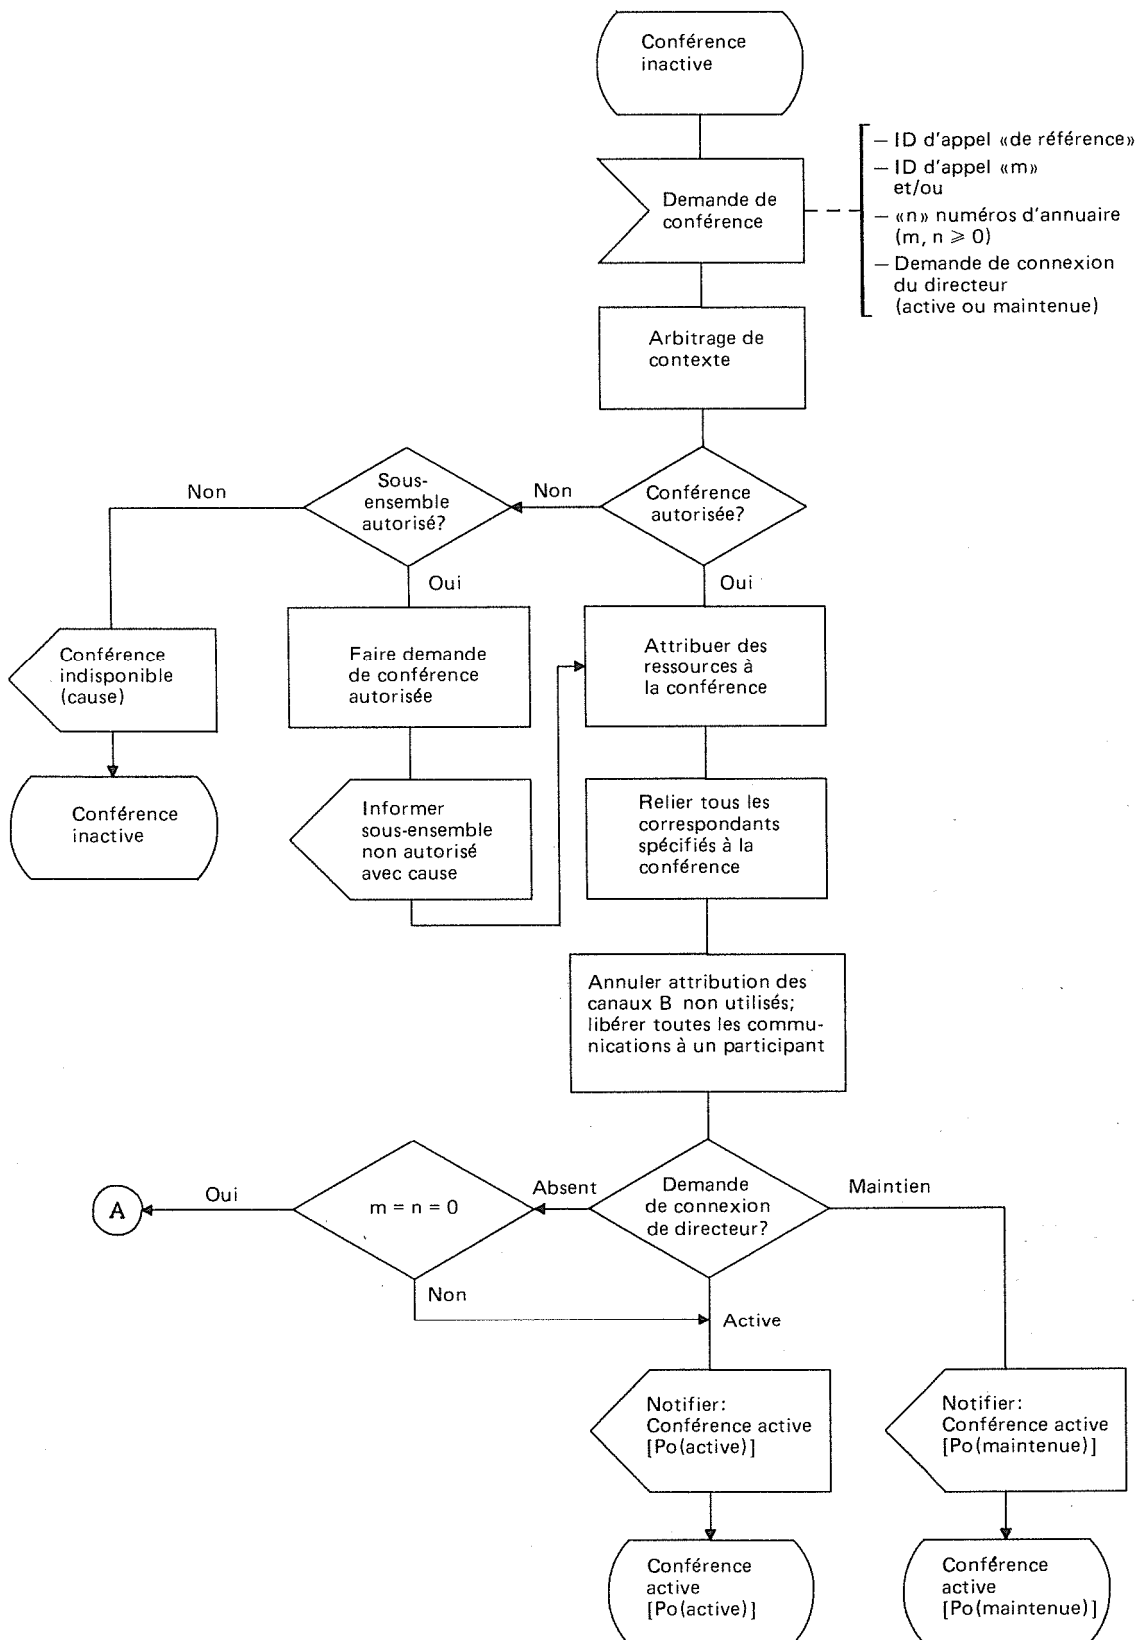 Conférence
inactive
Demande de
conférence
— ID d'appel «de référence»
— ID d'appel «m»
et/ou
— «n» numéros d'annuaire
(m, n ⩾ 0)
— Demande de connexion
du directeur
(active ou maintenue)
Arbitrage de
contexte
Conférence
autorisée?
Non
Sous-
ensemble
autorisé?
Non
Oui
Oui
Conférence
indisponible
(cause)
Faire demande
de conférence
autorisée
Attribuer des
ressources à
la conférence
Conférence
inactive
Informer
sous-ensemble
non autorisé
avec cause
Relier tous les
correspondants
spécifiés à la
conférence
Annuler attribution des
canaux B non utilisés;
libérer toutes les commu-
nications à un participant
Demande
de connexion
de directeur?
Absent
Maintien
m = n = 0
Oui
A
Non
Active
Notifier:
Conférence active
[Po(active)]
Notifier:
Conférence active
[Po(maintenue)]
Conférence
active
[Po(active)]
Conférence
active
[Po(maintenue)]